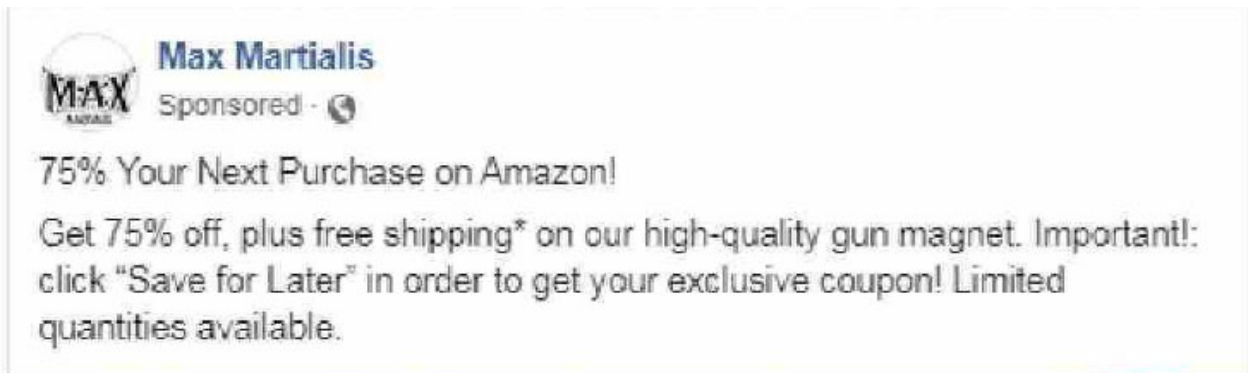 Max Martialis
MAX
Sponsored ·
75% Your Next Purchase on Amazon!
Get 75% off, plus free shipping* on our high-quality gun magnet. Important!:
click “Save for Later” in order to get your exclusive coupon! Limited
quantities available.